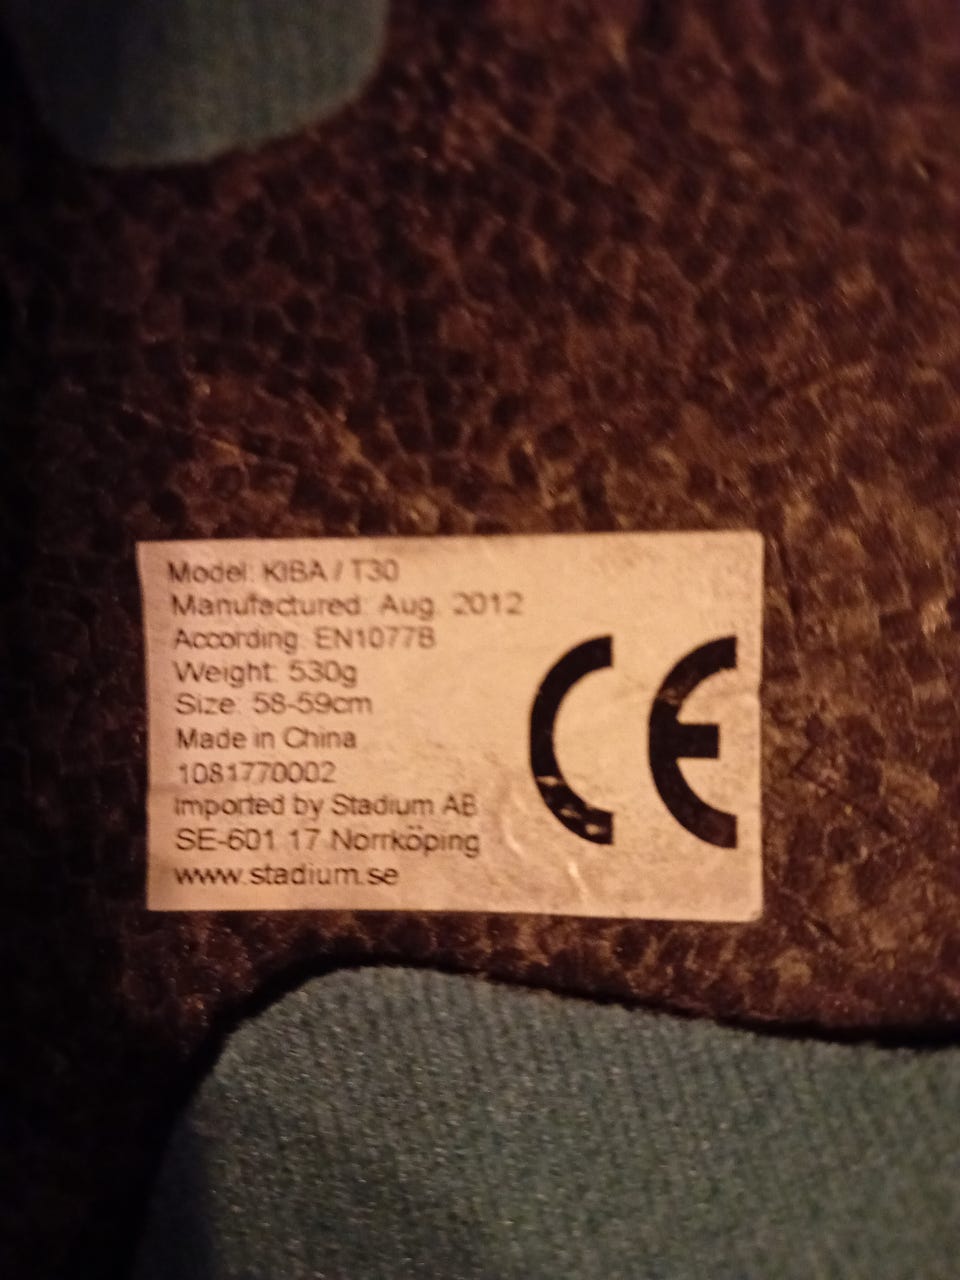 Model: KIBA / T30
Manufactured: Aug. 2012
According: EN1077B
Weight: 530g
Size: 58-59cm
Made in China
1081770002
Imported by Stadium AB
SE-601 17 Norrköping
www.stadium.se
CE